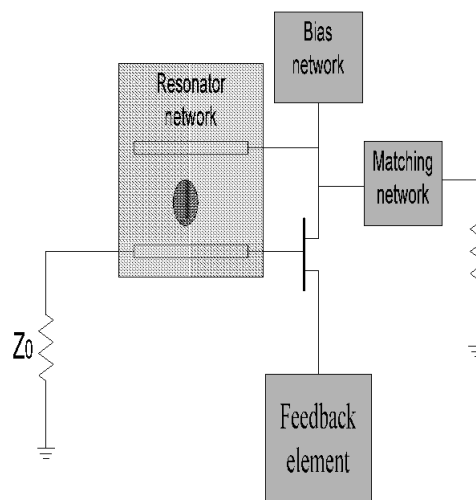 Bias
network
Resonator
network
Matching
network
Z0
Feedback
element